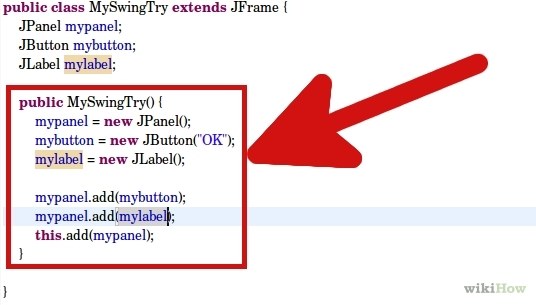 public class MySwingTry extends JFrame {
JPanel mypanel;
JButton mybutton;
JLabel mylabel;
public MySwingTry() {
mypanel = new JPanel();
mybutton = new JButton("OK");
mylabel = new JLabel();
mypanel.add(mybutton);
mypanel.add(mylabel);
this.add(mypanel);
}
}
wikiHow